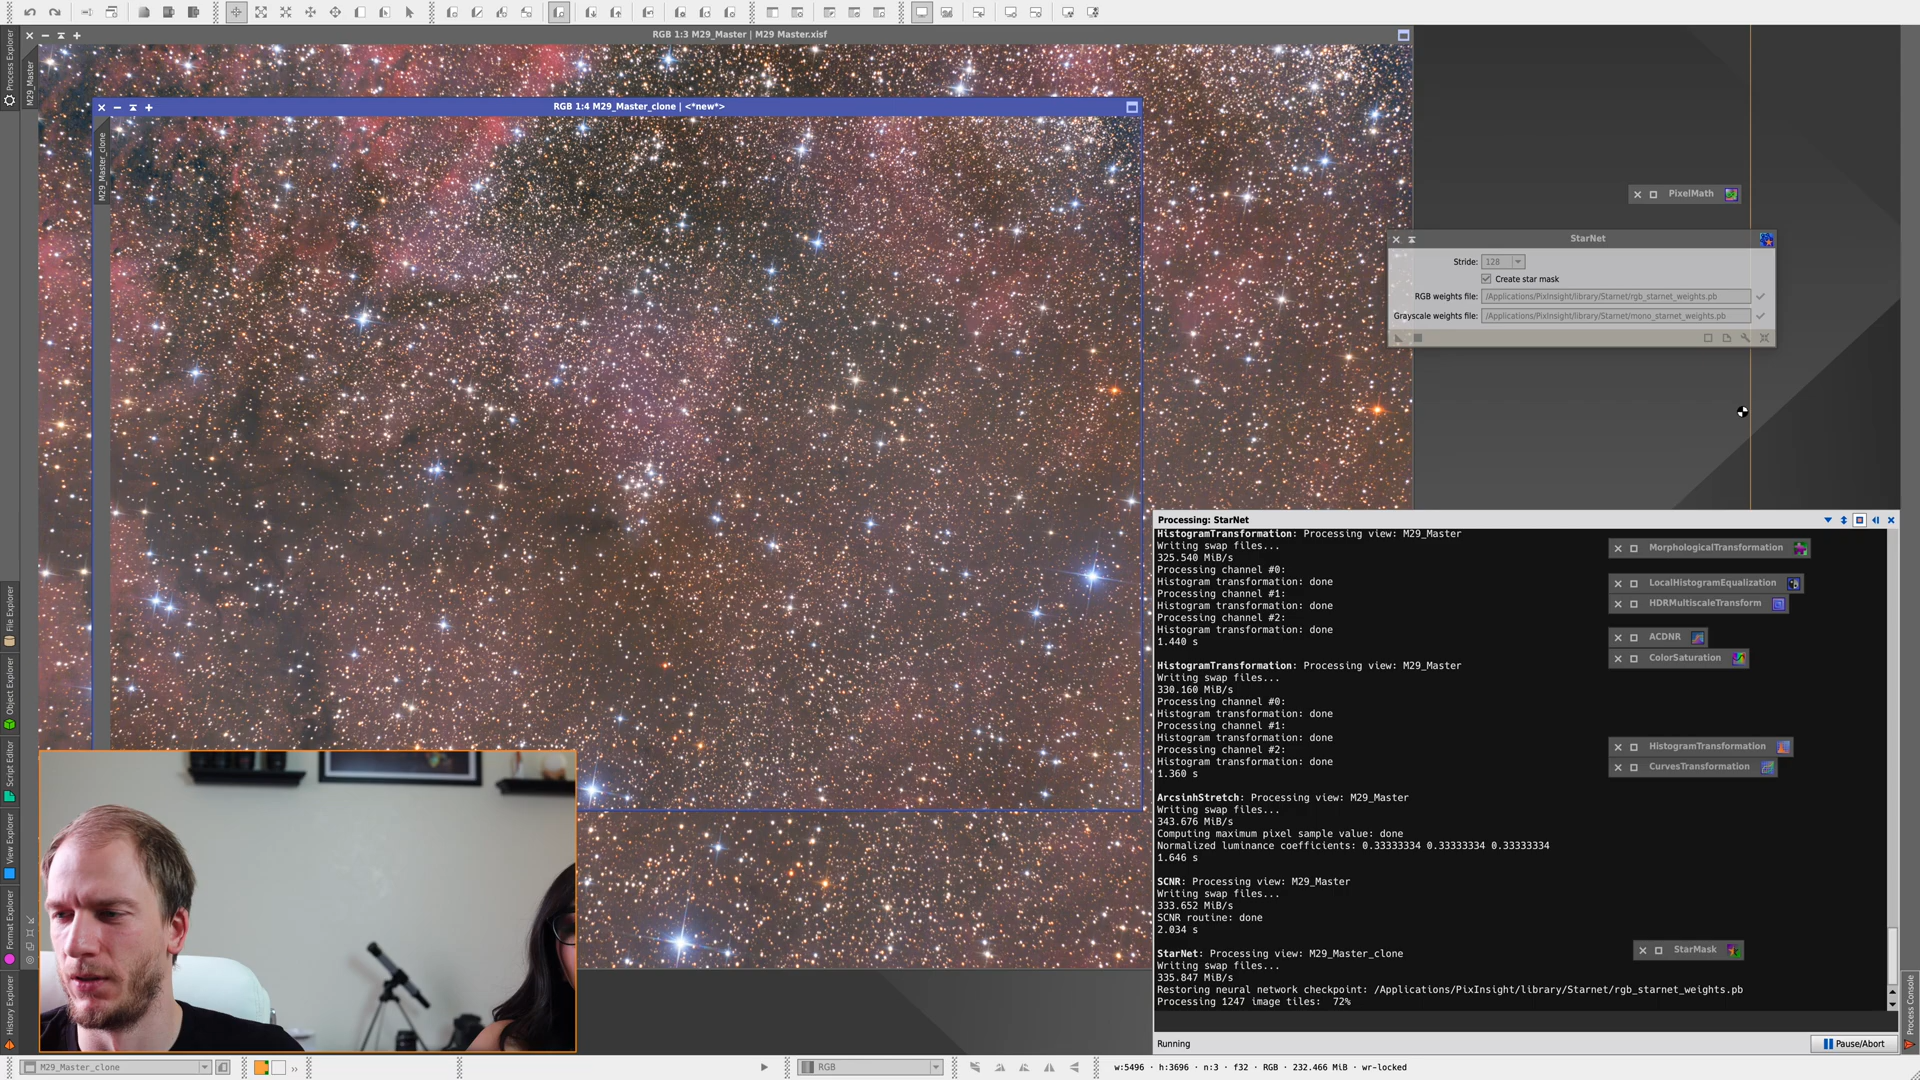 RGB 1:3 M29_Master | M29 Master.xisf
Process Explorer
M29_Master
RGB 1:4 M29_Master_clone | <*new*>
M29_Master_clone
PixelMath
StarNet
Stride: 128
Create star mask
RGB weights file: /Applications/PixInsight/library/Starnet/rgb_starnet_weights.pb
Grayscale weights file: /Applications/PixInsight/library/Starnet/mono_starnet_weights.pb
Processing: StarNet
HistogramTransformation: Processing view: M29_Master
Writing swap files...
325.540 MiB/s
Processing channel #0:
Histogram transformation: done
Processing channel #1:
Histogram transformation: done
Processing channel #2:
Histogram transformation: done
1.440 s
HistogramTransformation: Processing view: M29_Master
Writing swap files...
330.160 MiB/s
Processing channel #0:
Histogram transformation: done
Processing channel #1:
Histogram transformation: done
Processing channel #2:
Histogram transformation: done
1.360 s
ArcsinhStretch: Processing view: M29_Master
Writing swap files...
343.676 MiB/s
Computing maximum pixel sample value: done
Normalized luminance coefficients: 0.33333334 0.33333334 0.33333334
1.646 s
SCNR: Processing view: M29_Master
Writing swap files...
333.652 MiB/s
SCNR routine: done
2.034 s
StarNet: Processing view: M29_Master_clone
Writing swap files...
335.847 MiB/s
Restoring neural network checkpoint: /Applications/PixInsight/library/Starnet/rgb_starnet_weights.pb
Processing 1247 image tiles: 72%
MorphologicalTransformation
LocalHistogramEqualization
HDRMultiscaleTransform
ACDNR
ColorSaturation
HistogramTransformation
CurvesTransformation
StarMask
Running
Pause/Abort
Process Console
File Explorer
Object Explorer
Script Editor
View Explorer
Format Explorer
History Explorer
M29_Master_clone
RGB
w:5496 · h:3696 · n:3 · f32 · RGB · 232.466 MiB · wr-locked